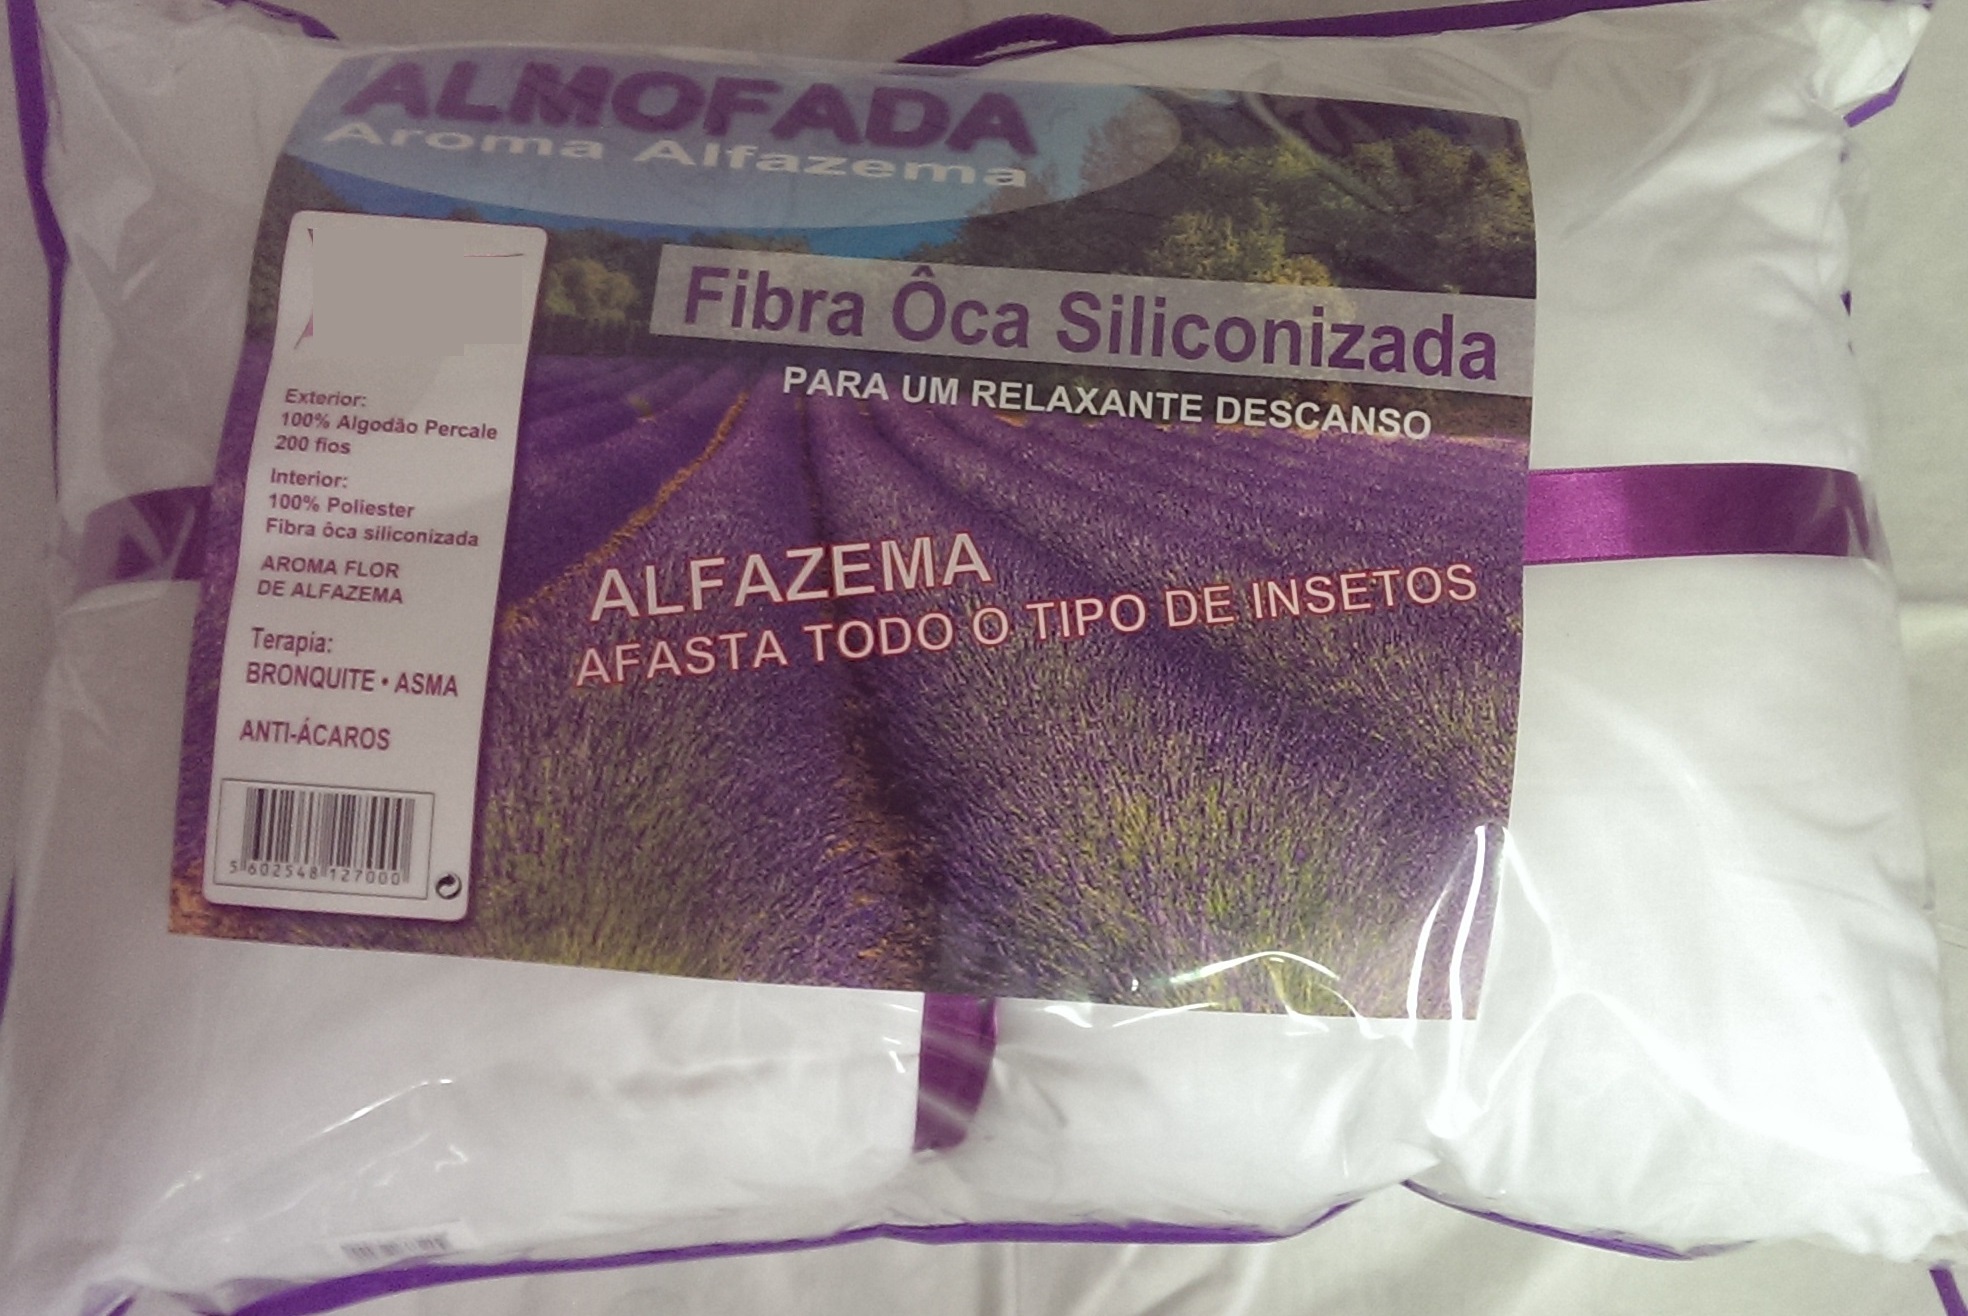 ALMOFADA
Aroma Alfazema
Fibra Ôca Siliconizada
PARA UM RELAXANTE DESCANSO
Exterior:
100% Algodão Percale
200 fios
Interior:
100% Poliester
Fibra ôca siliconizada
AROMA FLOR
DE ALFAZEMA
Terapia:
BRONQUITE • ASMA
ANTI-ÁCAROS
5 602548 127000
ALFAZEMA
AFASTA TODO O TIPO DE INSETOS